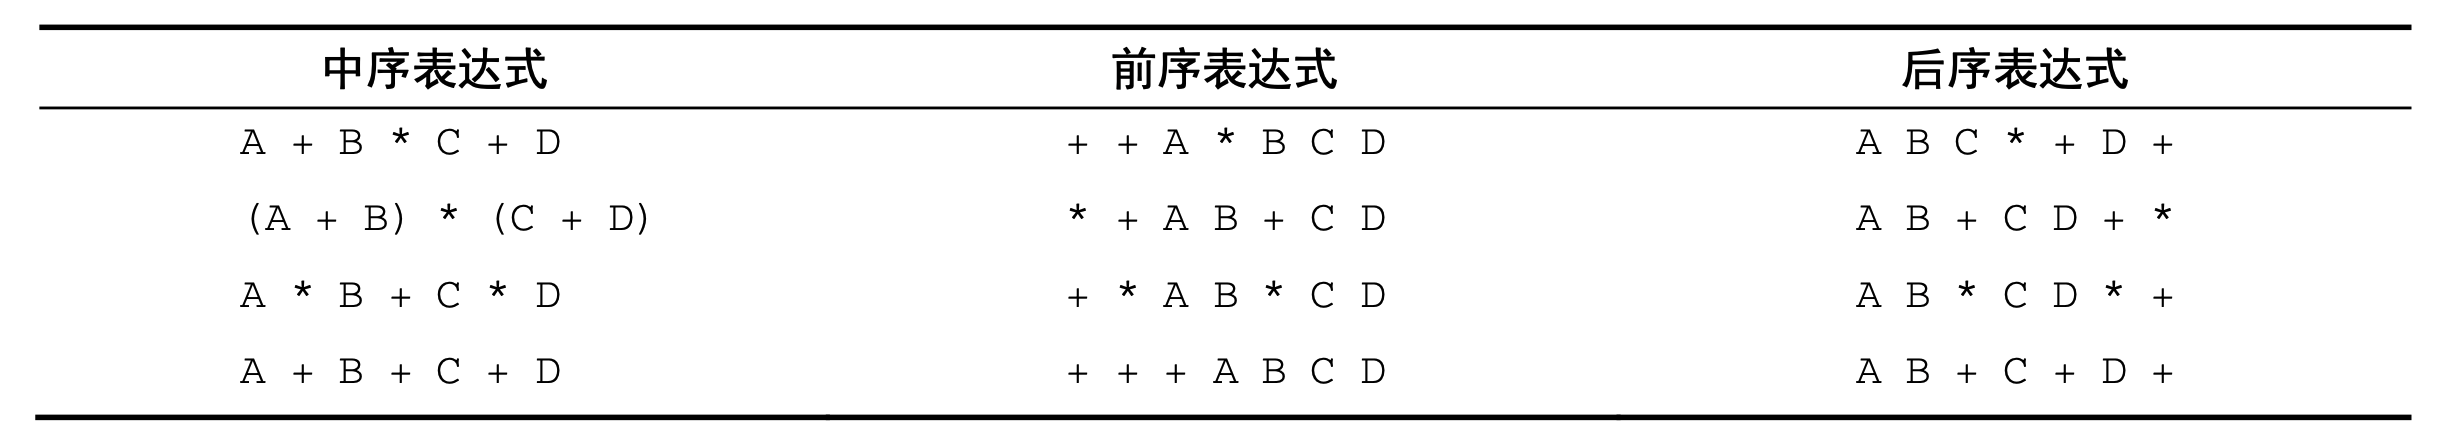 中序表达式 前序表达式 后序表达式
A + B * C + D + + A * B C D A B C * + D +
(A + B) * (C + D) * + A B + C D A B + C D + *
A * B + C * D + * A B * C D A B * C D * +
A + B + C + D + + + A B C D A B + C + D +